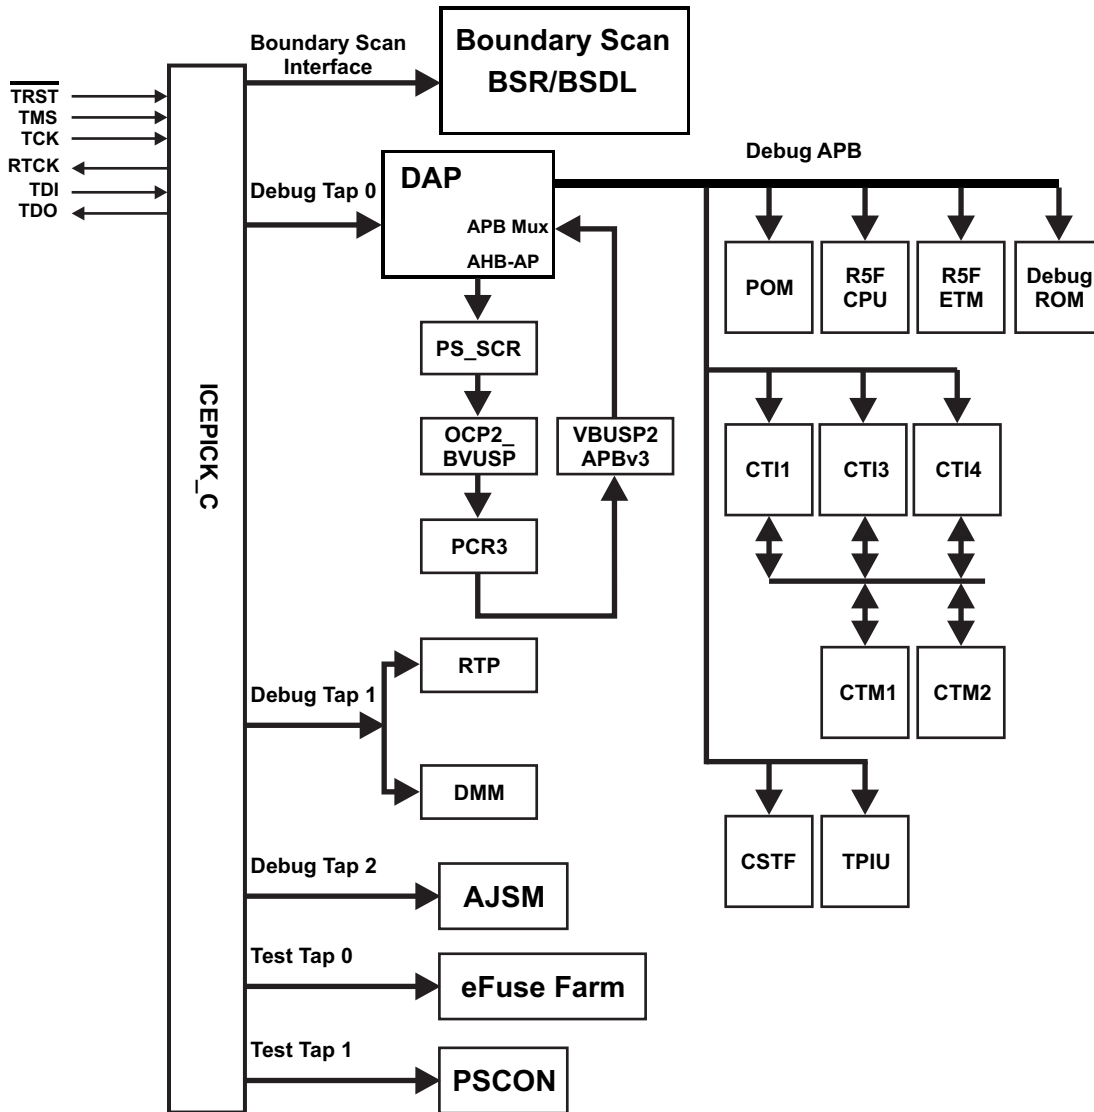 Boundary Scan
Interface
Boundary Scan
BSR/BSDL
TRST
TMS
TCK
RTCK
TDI
TDO
ICEPICK_C
Debug Tap 0
DAP
APB Mux
AHB-AP
Debug APB
POM
R5F
CPU
R5F
ETM
Debug
ROM
PS_SCR
OCP2_
BVUSP
VBUSP2
APBv3
PCR3
CTI1
CTI3
CTI4
CTM1
CTM2
Debug Tap 1
RTP
DMM
CSTF
TPIU
Debug Tap 2
AJSM
Test Tap 0
eFuse Farm
Test Tap 1
PSCON